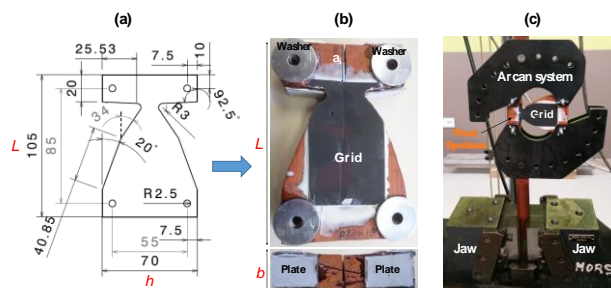 (a)
(b)
(c)
25.53
7.5
10
20
92.5°
34
R3
20°
L
105
85
40.85
R2.5
7.5
55
70
h
Washer
Washer
a
L
Grid
b
Plate
Plate
Arcan system
Grid
Jaw
Jaw
MORS